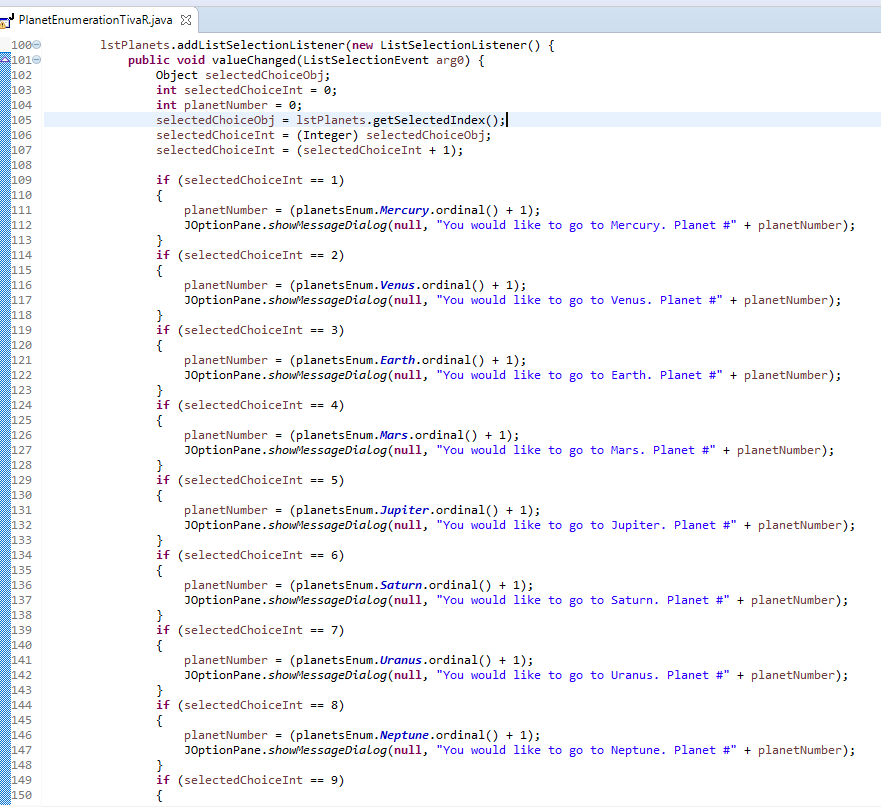 PlanetEnumerationTivaR.java
100 lstPlanets.addListSelectionListener(new ListSelectionListener() {
101 public void valueChanged(ListSelectionEvent arg0) {
102 Object selectedChoiceObj;
103 int selectedChoiceInt = 0;
104 int planetNumber = 0;
105 selectedChoiceObj = lstPlanets.getSelectedIndex();
106 selectedChoiceInt = (Integer) selectedChoiceObj;
107 selectedChoiceInt = (selectedChoiceInt + 1);
108
109 if (selectedChoiceInt == 1)
110 {
111 planetNumber = (planetsEnum.Mercury.ordinal() + 1);
112 JOptionPane.showMessageDialog(null, "You would like to go to Mercury. Planet #" + planetNumber);
113 }
114 if (selectedChoiceInt == 2)
115 {
116 planetNumber = (planetsEnum.Venus.ordinal() + 1);
117 JOptionPane.showMessageDialog(null, "You would like to go to Venus. Planet #" + planetNumber);
118 }
119 if (selectedChoiceInt == 3)
120 {
121 planetNumber = (planetsEnum.Earth.ordinal() + 1);
122 JOptionPane.showMessageDialog(null, "You would like to go to Earth. Planet #" + planetNumber);
123 }
124 if (selectedChoiceInt == 4)
125 {
126 planetNumber = (planetsEnum.Mars.ordinal() + 1);
127 JOptionPane.showMessageDialog(null, "You would like to go to Mars. Planet #" + planetNumber);
128 }
129 if (selectedChoiceInt == 5)
130 {
131 planetNumber = (planetsEnum.Jupiter.ordinal() + 1);
132 JOptionPane.showMessageDialog(null, "You would like to go to Jupiter. Planet #" + planetNumber);
133 }
134 if (selectedChoiceInt == 6)
135 {
136 planetNumber = (planetsEnum.Saturn.ordinal() + 1);
137 JOptionPane.showMessageDialog(null, "You would like to go to Saturn. Planet #" + planetNumber);
138 }
139 if (selectedChoiceInt == 7)
140 {
141 planetNumber = (planetsEnum.Uranus.ordinal() + 1);
142 JOptionPane.showMessageDialog(null, "You would like to go to Uranus. Planet #" + planetNumber);
143 }
144 if (selectedChoiceInt == 8)
145 {
146 planetNumber = (planetsEnum.Neptune.ordinal() + 1);
147 JOptionPane.showMessageDialog(null, "You would like to go to Neptune. Planet #" + planetNumber);
148 }
149 if (selectedChoiceInt == 9)
150 {